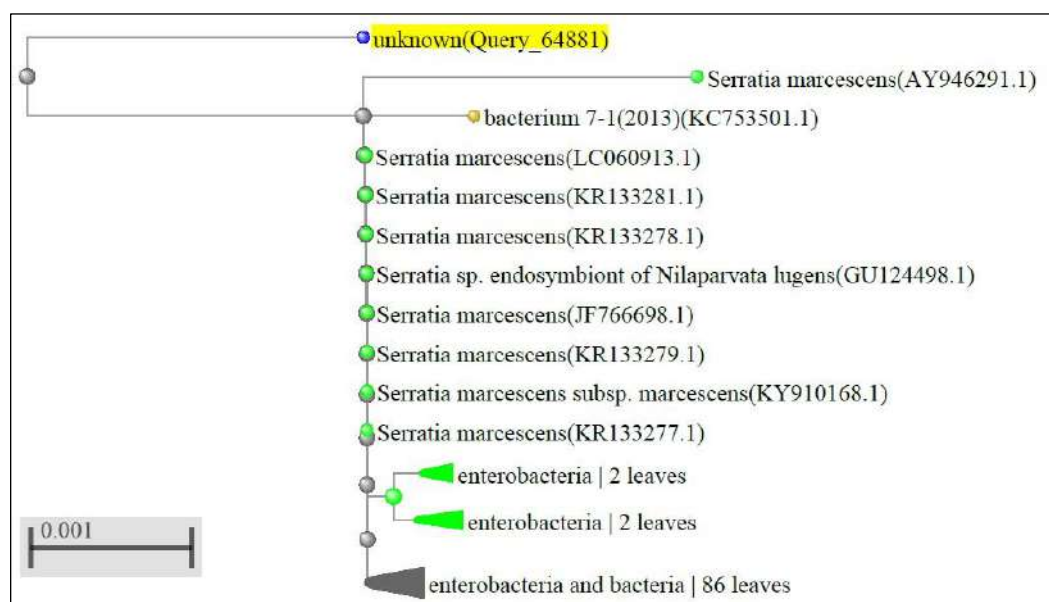 unknown(Query_64881)
Serratia marcescens(AY946291.1)
bacterium 7-1(2013)(KC753501.1)
Serratia marcescens(LC060913.1)
Serratia marcescens(KR133281.1)
Serratia marcescens(KR133278.1)
Serratia sp. endosymbiont of Nilaparvata lugens(GU124498.1)
Serratia marcescens(JF766698.1)
Serratia marcescens(KR133279.1)
Serratia marcescens subsp. marcescens(KY910168.1)
Serratia marcescens(KR133277.1)
enterobacteria | 2 leaves
enterobacteria | 2 leaves
0.001
enterobacteria and bacteria | 86 leaves